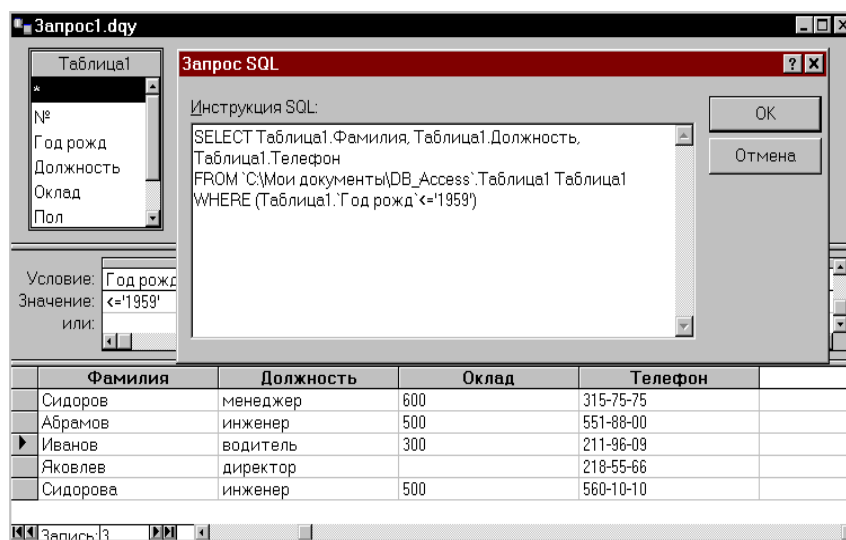 Запрос1.dqy
Таблица1
*
№
Год рожд
Должность
Оклад
Пол
Запрос SQL
Инструкция SQL:
SELECT Таблица1.Фамилия, Таблица1.Должность,
Таблица1.Телефон
FROM `C:\Мои документы\DB_Access`.Таблица1 Таблица1
WHERE (Таблица1.`Год рожд`<='1959')
OK
Отмена
Условие: Год рожд
Значение: <='1959'
или:
Фамилия Должность Оклад Телефон
Сидоров менеджер 600 315-75-75
Абрамов инженер 500 551-88-00
Иванов водитель 300 211-96-09
Яковлев директор 218-55-66
Сидорова инженер 500 560-10-10
Запись: 3